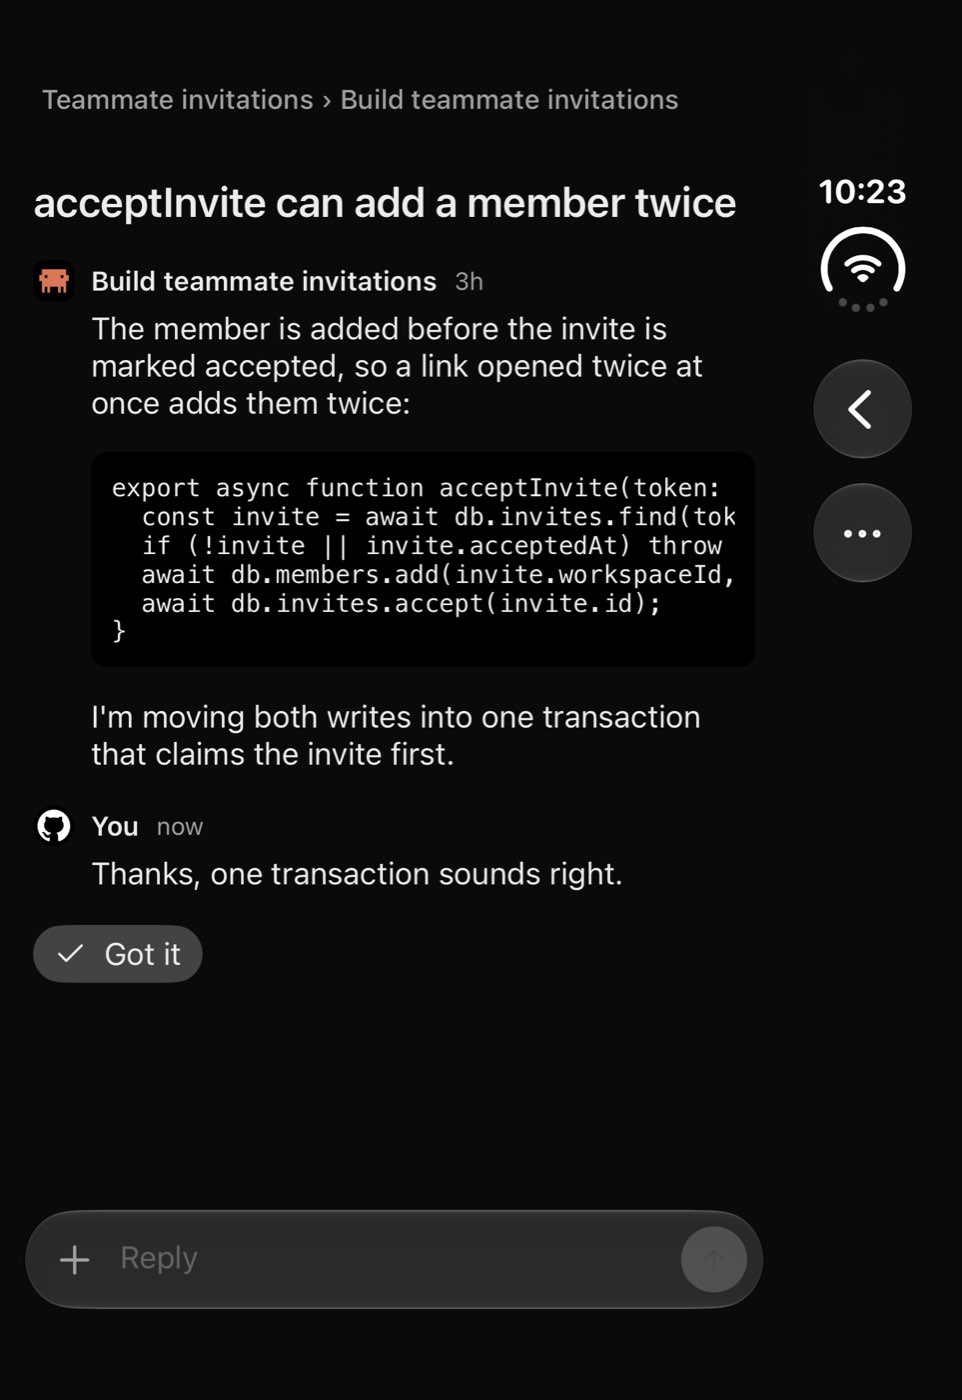 Teammate invitations › Build teammate invitations
10:23
acceptInvite can add a member twice
Build teammate invitations 3h
The member is added before the invite is
marked accepted, so a link opened twice at
once adds them twice:
export async function acceptInvite(token:
  const invite = await db.invites.find(tok
  if (!invite || invite.acceptedAt) throw
  await db.members.add(invite.workspaceId,
  await db.invites.accept(invite.id);
}
I'm moving both writes into one transaction
that claims the invite first.
You now
Thanks, one transaction sounds right.
Got it
Reply